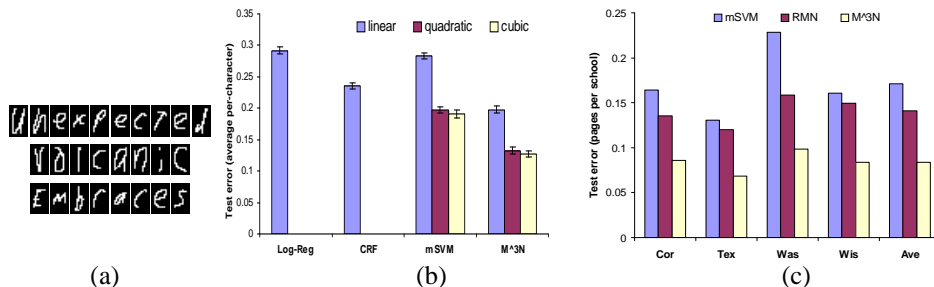 Unexpected
Volcanic
Embraces
(a)
linear quadratic cubic
Test error (average per-character)
0.35
0.3
0.25
0.2
0.15
0.1
0.05
0
Log-Reg CRF mSVM M^3N
(b)
mSVM RMN M^3N
Test error (pages per school)
0.25
0.2
0.15
0.1
0.05
0
Cor Tex Was Wis Ave
(c)